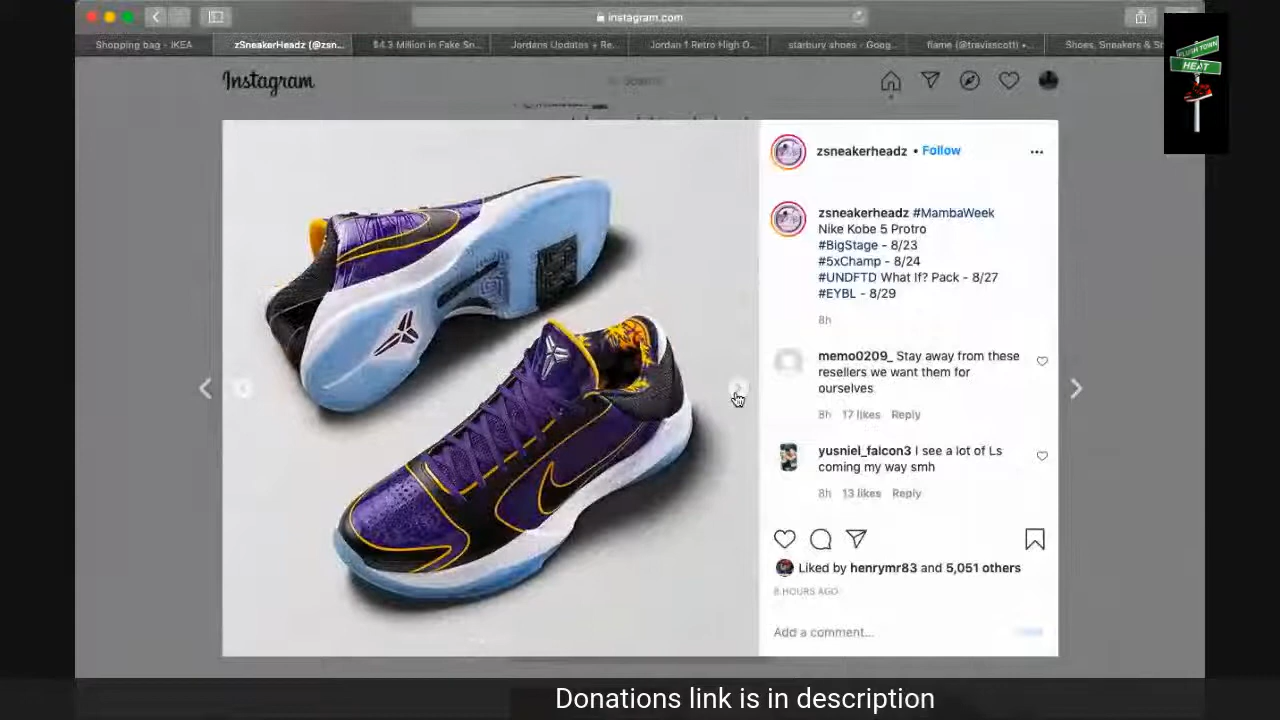 instagram.com
Shopping bag - IKEA
zSneakerHeadz (@zsn...
$4.3 Million in Fake Sn...
Jordans Updates + Re...
Jordan 1 Retro High O...
starbury shoes - Goog...
flame (@travisscott) •...
Shoes, Sneakers & S
FLUSH TOWN
HEAT
Instagram
Search
zsneakerheadz • Follow
zsneakerheadz #MambaWeek
Nike Kobe 5 Protro
#BigStage - 8/23
#5xChamp - 8/24
#UNDFTD What If? Pack - 8/27
#EYBL - 8/29
8h
memo0209_ Stay away from these
resellers we want them for
ourselves
8h 17 likes Reply
yusniel_falcon3 I see a lot of Ls
coming my way smh
8h 13 likes Reply
Liked by henrymr83 and 5,051 others
8 HOURS AGO
Add a comment...
Donations link is in description